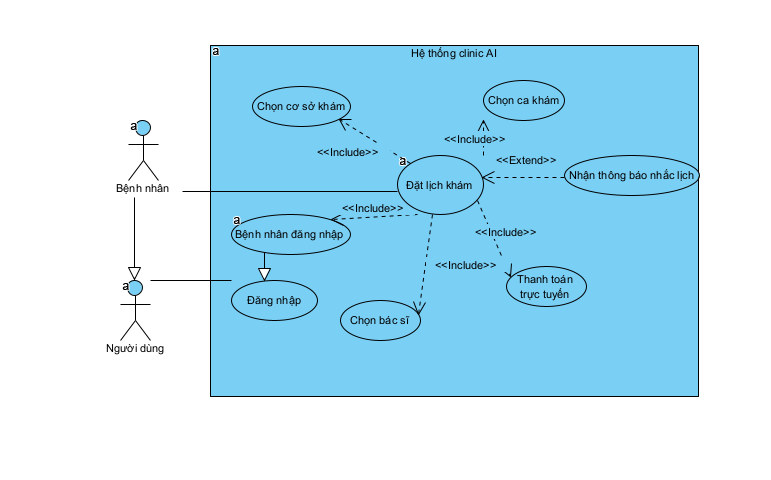 a
Hệ thống clinic AI
Chọn cơ sở khám
Chọn ca khám
a
<<Include>>
<<Include>>
a
<<Extend>>
Bệnh nhân
Đặt lịch khám
Nhận thông báo nhắc lịch
<<Include>>
a
Bệnh nhân đăng nhập
<<Include>>
<<Include>>
a
Đăng nhập
Thanh toán
trực tuyến
Chọn bác sĩ
Người dùng